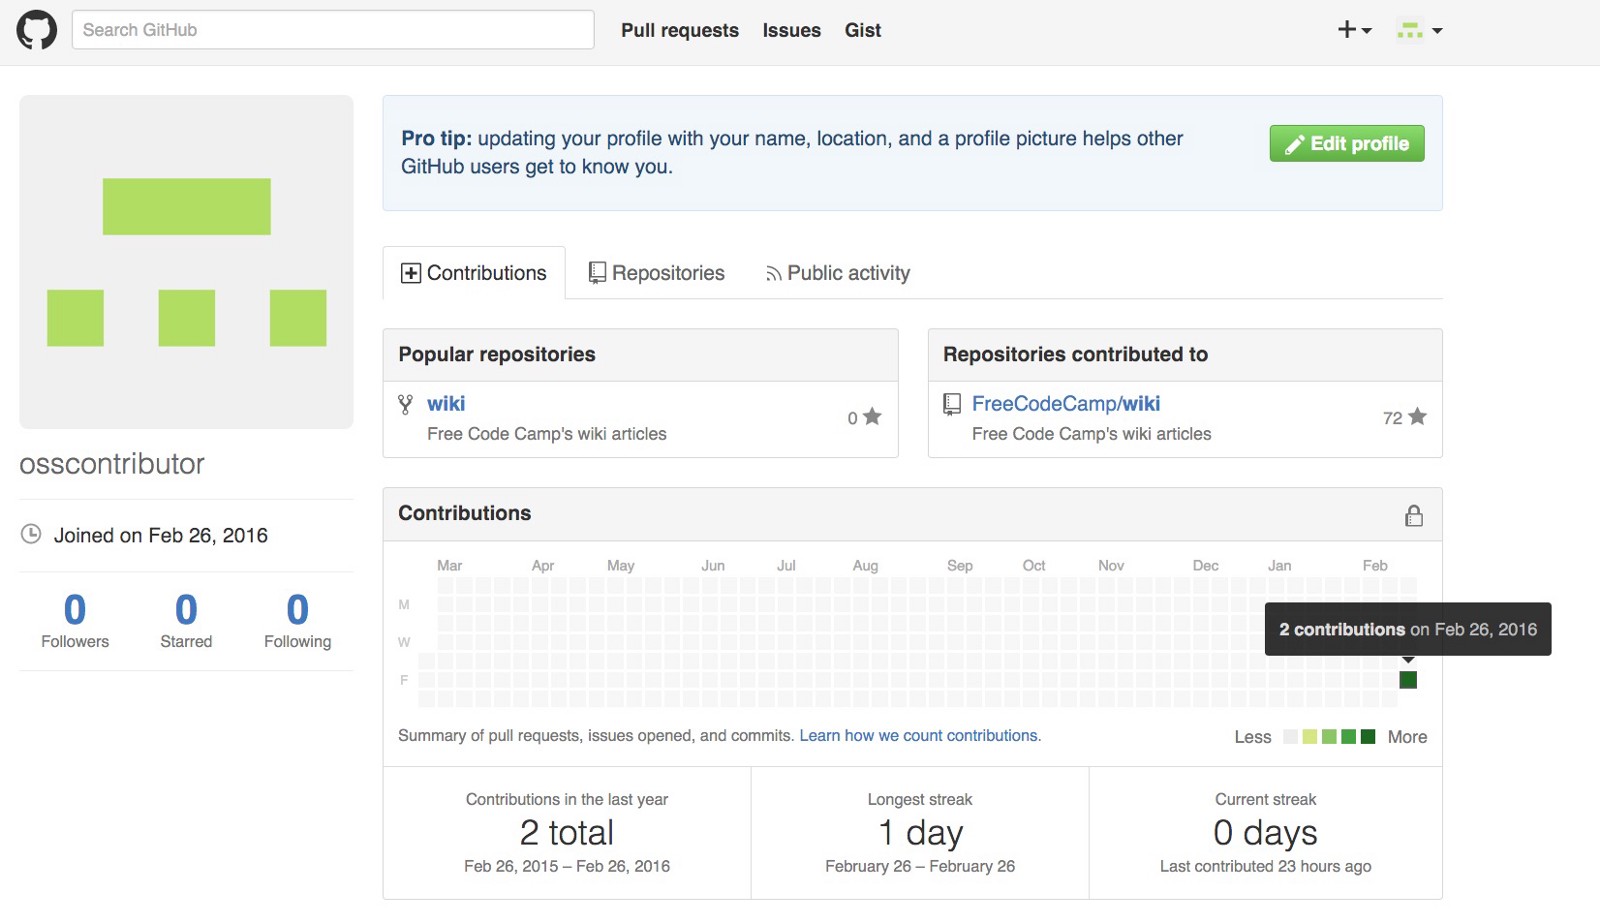 Search GitHub
Pull requests
Issues
Gist
Pro tip: updating your profile with your name, location, and a profile picture helps other
GitHub users get to know you.
Edit profile
Contributions
Repositories
Public activity
osscontributor
Joined on Feb 26, 2016
0 0 0
Followers Starred Following
Popular repositories
wiki
0
Free Code Camp's wiki articles
Repositories contributed to
FreeCodeCamp/wiki
72
Free Code Camp's wiki articles
Contributions
Mar Apr May Jun Jul Aug Sep Oct Nov Dec Jan Feb
M
W
F
2 contributions on Feb 26, 2016
Summary of pull requests, issues opened, and commits. Learn how we count contributions.
Less More
Contributions in the last year
2 total
Feb 26, 2015 – Feb 26, 2016
Longest streak
1 day
February 26 – February 26
Current streak
0 days
Last contributed 23 hours ago